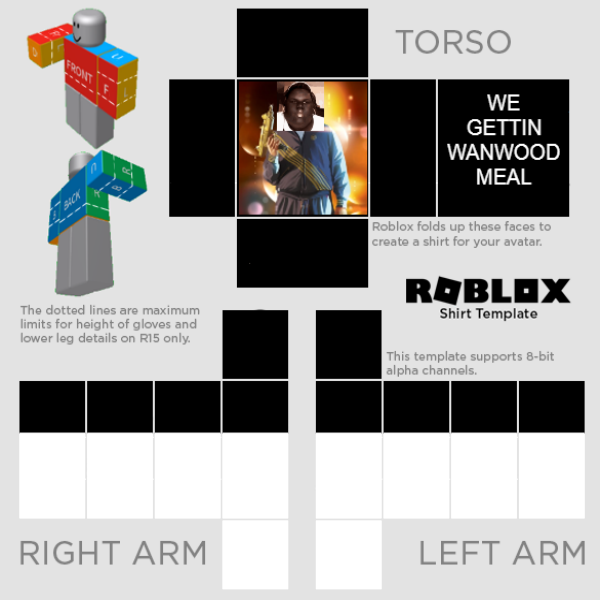 TORSO
FRONT
F
R
L
BACK
WE
GETTIN
WANWOOD
MEAL
Roblox folds up these faces to
create a shirt for your avatar.
ROBLOX
Shirt Template
The dotted lines are maximum
limits for height of gloves and
lower leg details on R15 only.
This template supports 8-bit
alpha channels.
RIGHT ARM
LEFT ARM